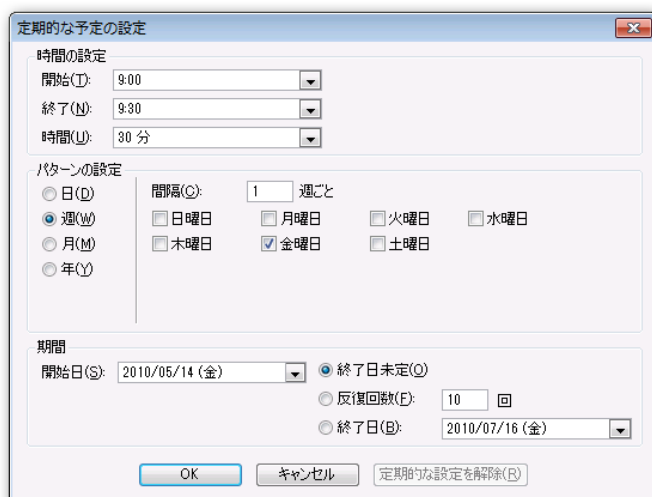 定期的な予定の設定
時間の設定
開始(T): 9:00
終了(N): 9:30
時間(U): 30 分
パターンの設定
日(D) 間隔(C): 1 週ごと
週(W) 日曜日 月曜日 火曜日 水曜日
月(M) 木曜日 金曜日 土曜日
年(Y)
期間
開始日(S): 2010/05/14 (金) 終了日未定(O)
反復回数(F): 10 回
終了日(B): 2010/07/16 (金)
OK キャンセル 定期的な設定を解除(R)